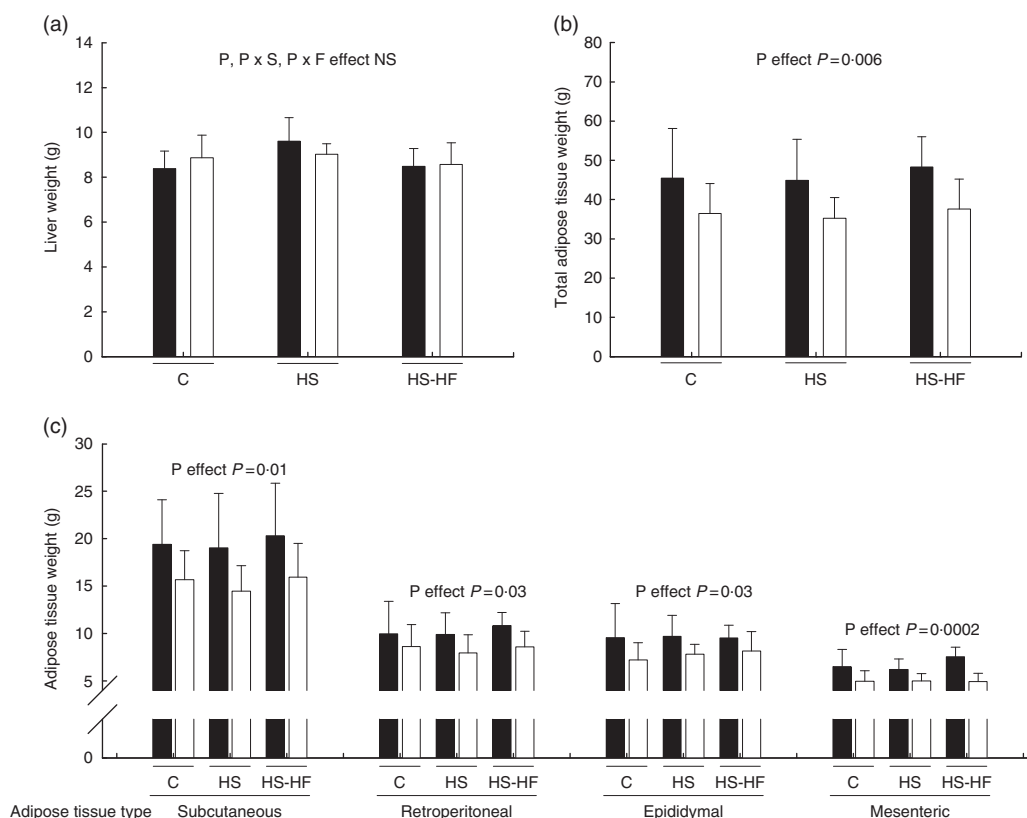 (a)
14
12
10
8
6
4
2
0
Liver weight (g)
P, P x S, P x F effect NS
C HS HS-HF
(b)
80
70
60
50
40
30
20
10
0
Total adipose tissue weight (g)
P effect P=0·006
C HS HS-HF
(c)
30
25
20
15
10
5
0
Adipose tissue weight (g)
P effect P=0·01
P effect P=0·03
P effect P=0·03
P effect P=0·0002
C HS HS-HF C HS HS-HF C HS HS-HF C HS HS-HF
Adipose tissue type Subcutaneous Retroperitoneal Epididymal Mesenteric